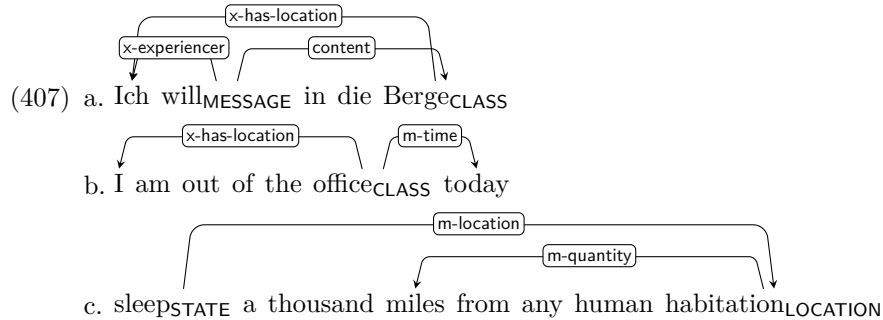 x-has-location
x-experiencer content
(407) a. Ich will MESSAGE in die Berge CLASS
x-has-location m-time
b. I am out of the office CLASS today
m-location
m-quantity
c. sleep STATE a thousand miles from any human habitation LOCATION